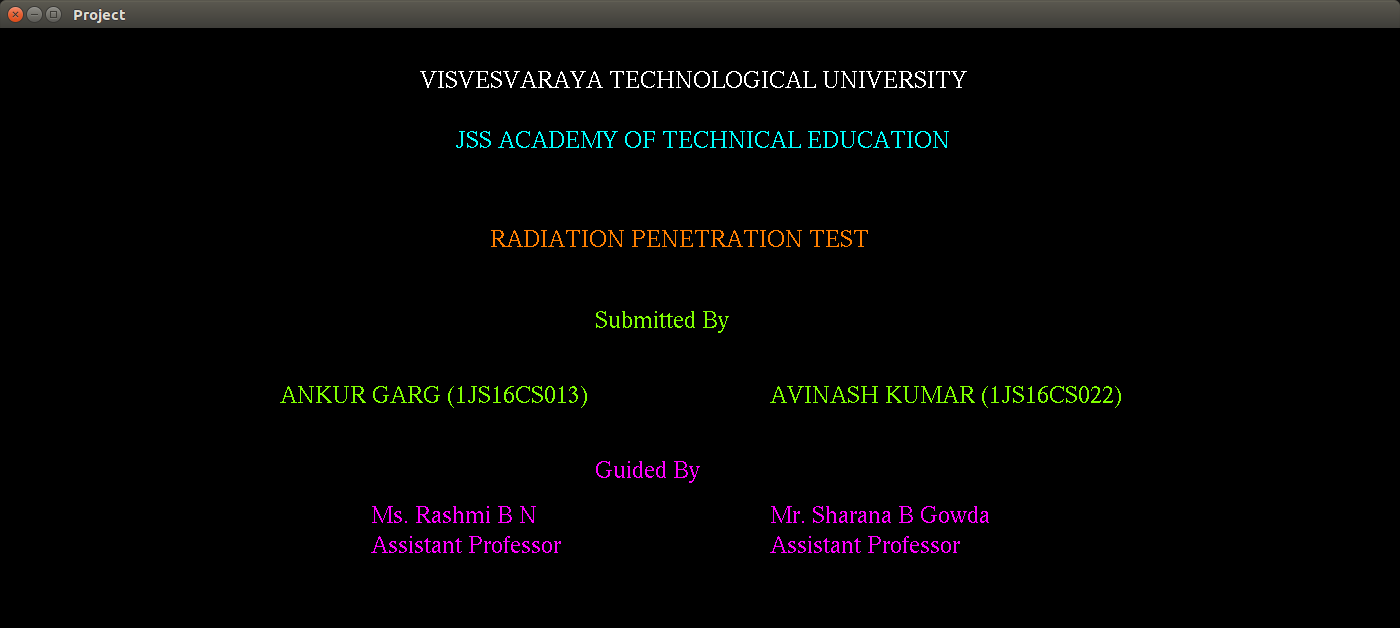 Project
VISVESVARAYA TECHNOLOGICAL UNIVERSITY
JSS ACADEMY OF TECHNICAL EDUCATION
RADIATION PENETRATION TEST
Submitted By
ANKUR GARG (1JS16CS013) AVINASH KUMAR (1JS16CS022)
Guided By
Ms. Rashmi B N Mr. Sharana B Gowda
Assistant Professor Assistant Professor